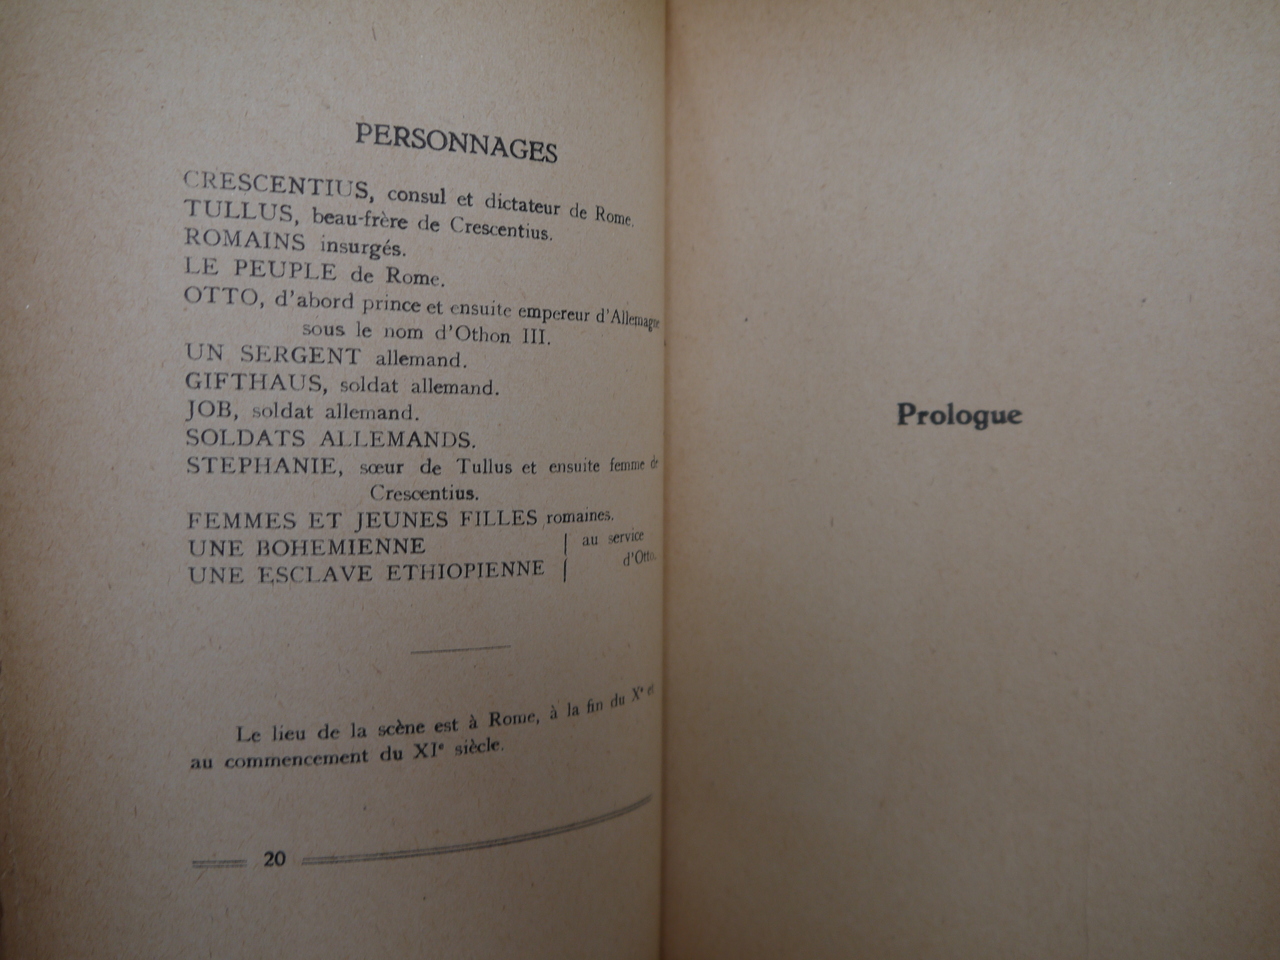 PERSONNAGES
CRESCENTIUS, consul et dictateur de Rome.
TULLUS, beau-frère de Crescentius.
ROMAINS insurgés.
LE PEUPLE de Rome.
OTTO, d'abord prince et ensuite empereur d'Allemagne
sous le nom d'Othon III.
UN SERGENT allemand.
GIFTHAUS, soldat allemand.
JOB, soldat allemand.
SOLDATS ALLEMANDS.
STEPHANIE, sœur de Tullus et ensuite femme de
Crescentius.
FEMMES ET JEUNES FILLES romaines.
UNE BOHEMIENNE | au service
UNE ESCLAVE ETHIOPIENNE | d'Otto.
Le lieu de la scène est à Rome, à la fin du Xe et
au commencement du XIe siècle.
20
Prologue